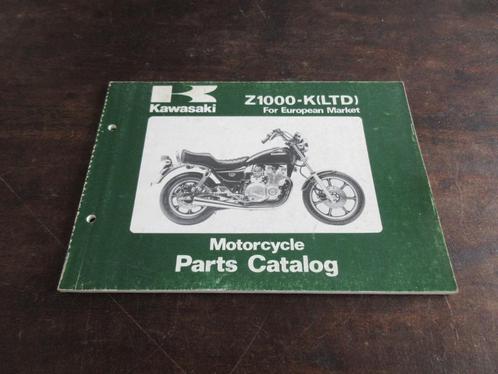 Kawasaki
Z1000-K(LTD)
For European Market
Motorcycle
Parts Catalog